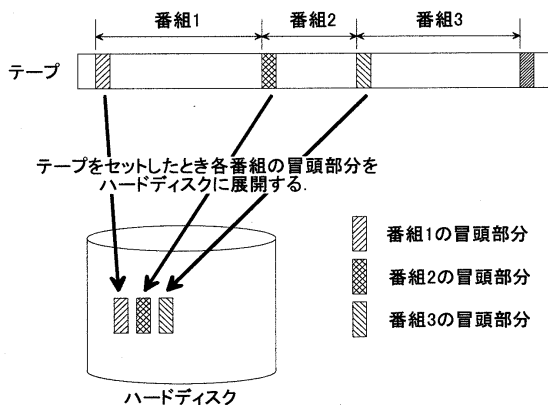 番組1 番組2 番組3
テープ
テープをセットしたとき各番組の冒頭部分を
ハードディスクに展開する.
番組1の冒頭部分
番組2の冒頭部分
番組3の冒頭部分
ハードディスク